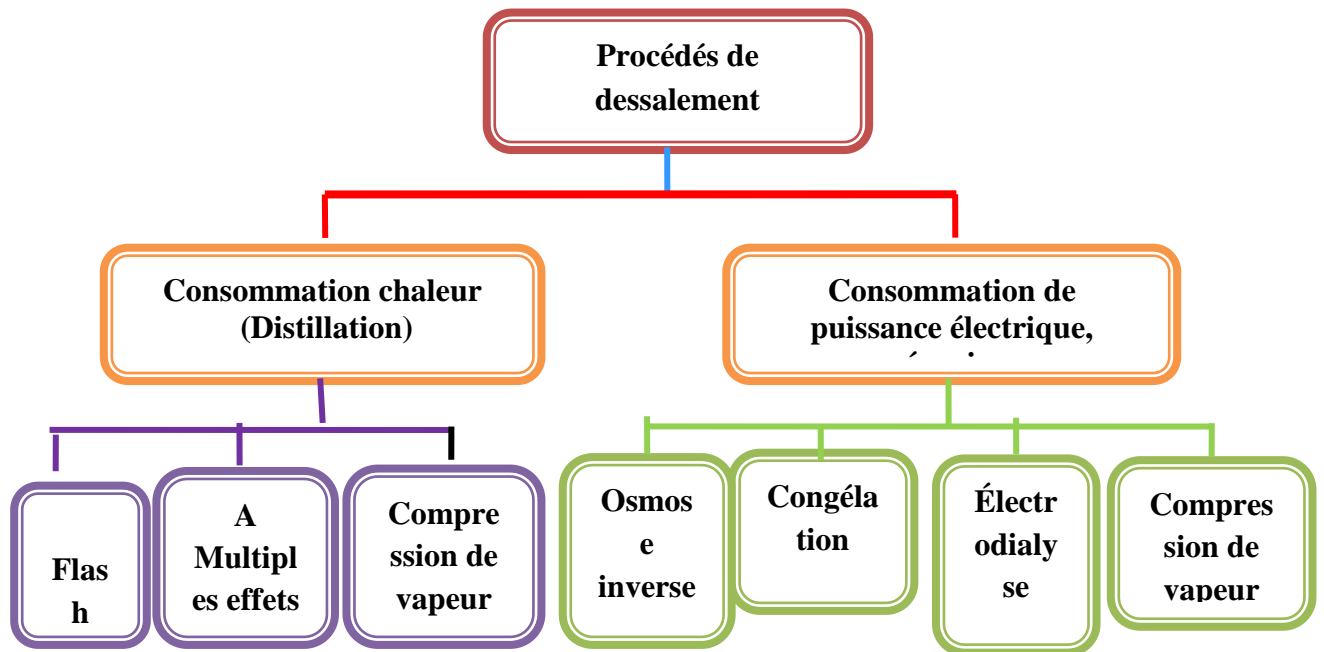 Procédés de
dessalement
Consommation chaleur
(Distillation)
Consommation de
puissance électrique,
Flas
h
A
Multipl
es effets
Compre
ssion de
vapeur
Osmos
e
inverse
Congéla
tion
Électr
odialy
se
Compres
sion de
vapeur